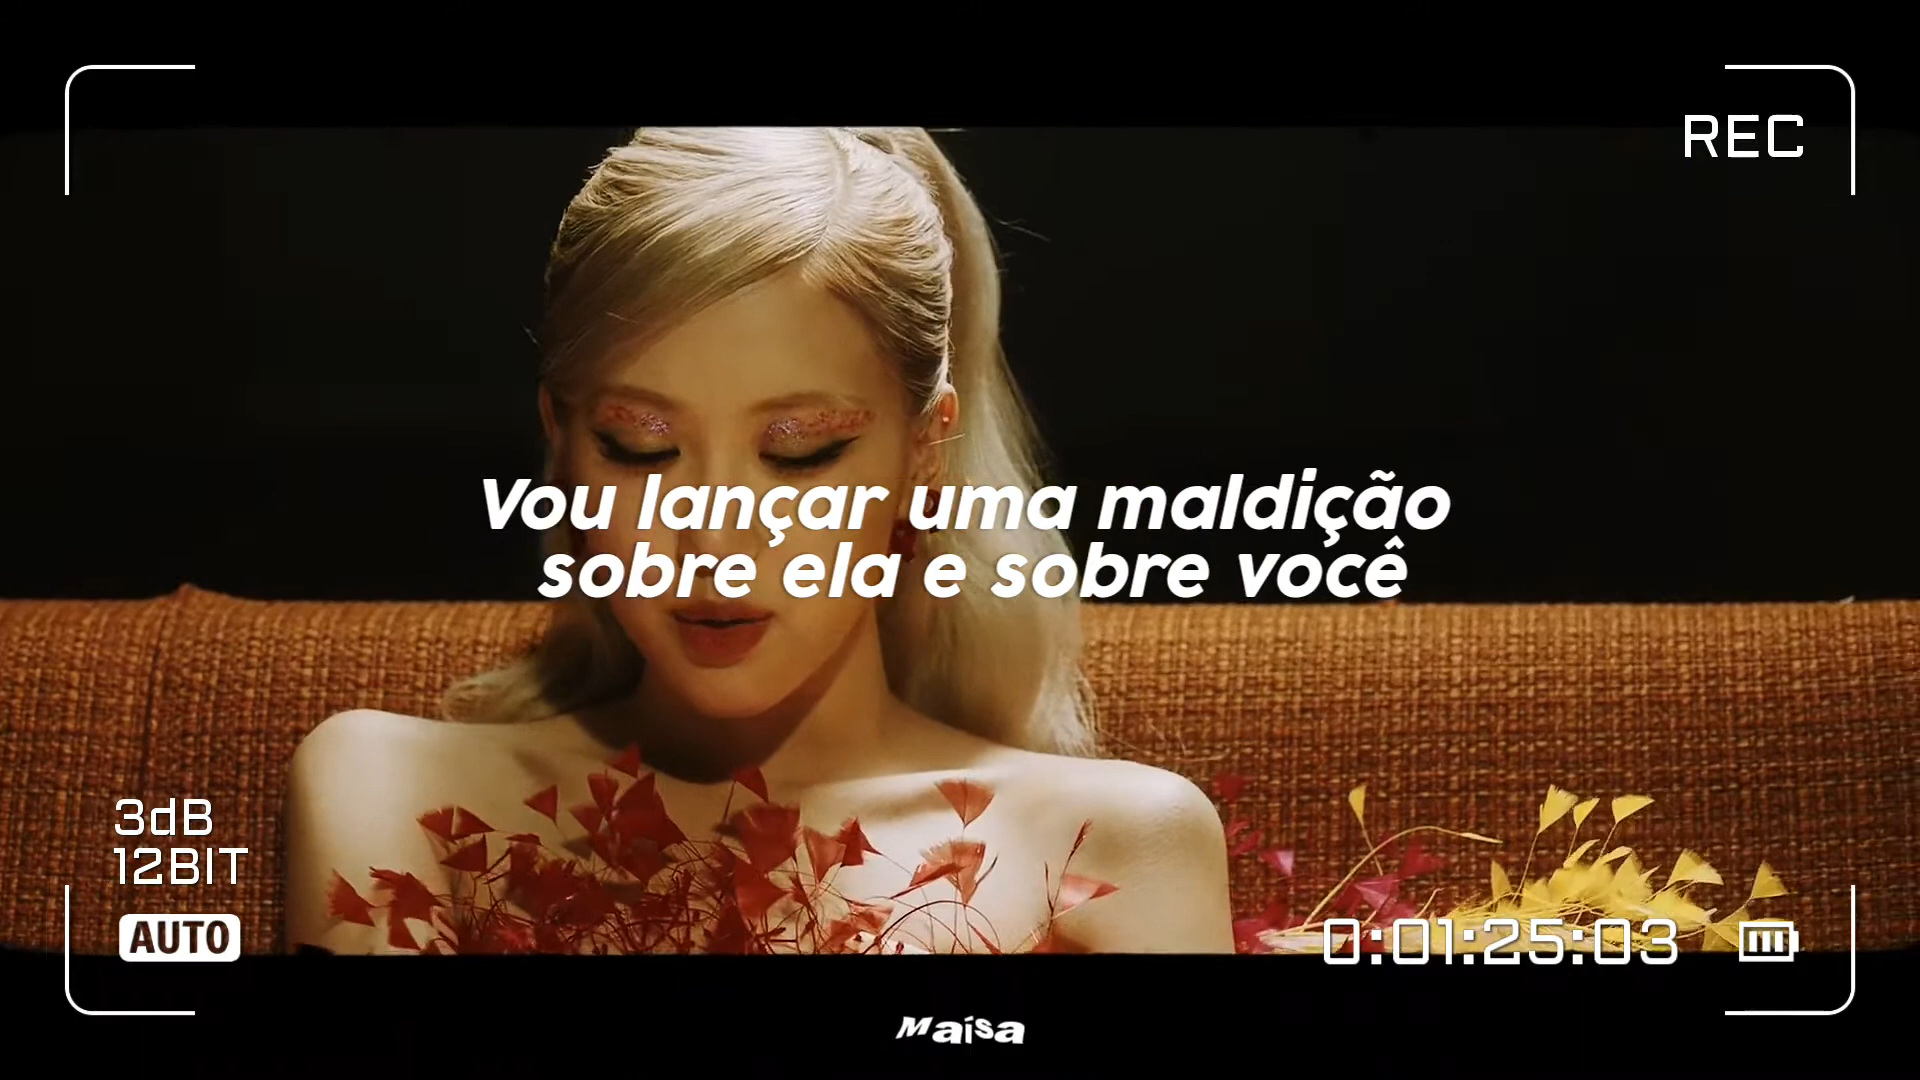 REC
Vou lançar uma maldição
sobre ela e sobre você
3dB
12BIT
AUTO
0:01:25:03
Maísa